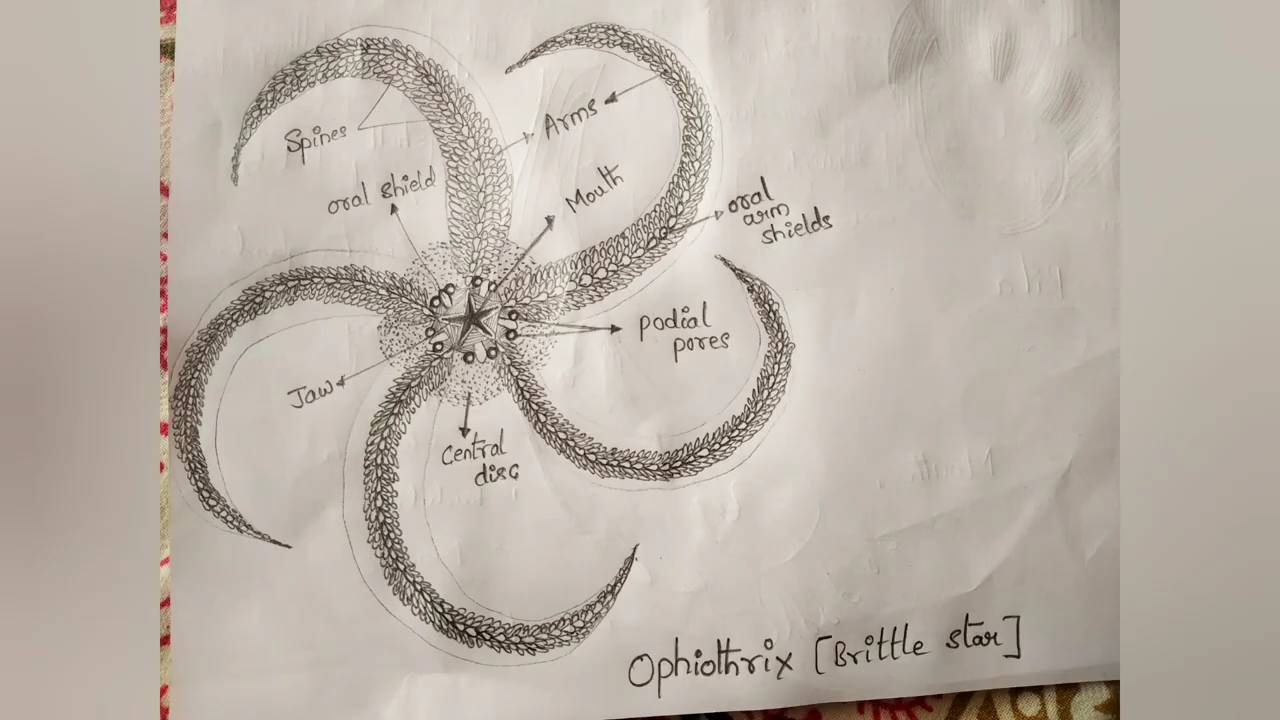 Spines
Arms
oral shield
Mouth
oral
arm
shields
podial
pores
Jaw
Central
disc
Ophiothrix [Brittle star]